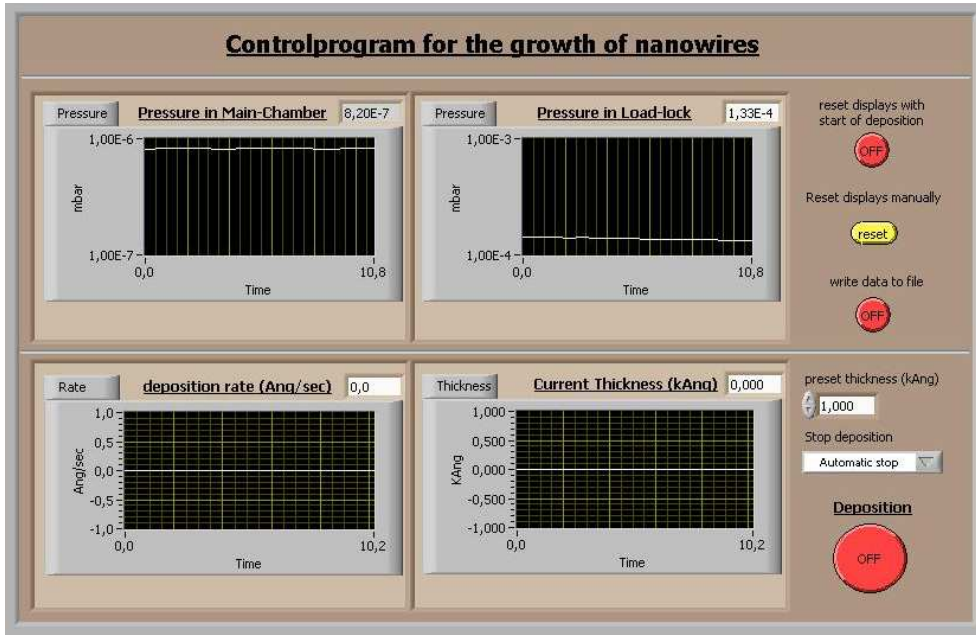 Controlprogram for the growth of nanowires
Pressure
Pressure in Main-Chamber
8,20E-7
1,00E-6
mbar
1,00E-7
0,0
10,8
Time
Pressure
Pressure in Load-lock
1,33E-4
1,00E-3
mbar
1,00E-4
0,0
10,8
Time
reset displays with
start of deposition
OFF
Reset displays manually
reset
write data to file
OFF
Rate
deposition rate (Ang/sec)
0,0
1,0
0,5
0,0
-0,5
-1,0
Ang/sec
0,0
10,2
Time
Thickness
Current Thickness (kAng)
0,000
1,000
0,500
0,000
-0,500
-1,000
KAng
0,0
10,2
Time
preset thickness (kAng)
1,000
Stop deposition
Automatic stop
Deposition
OFF